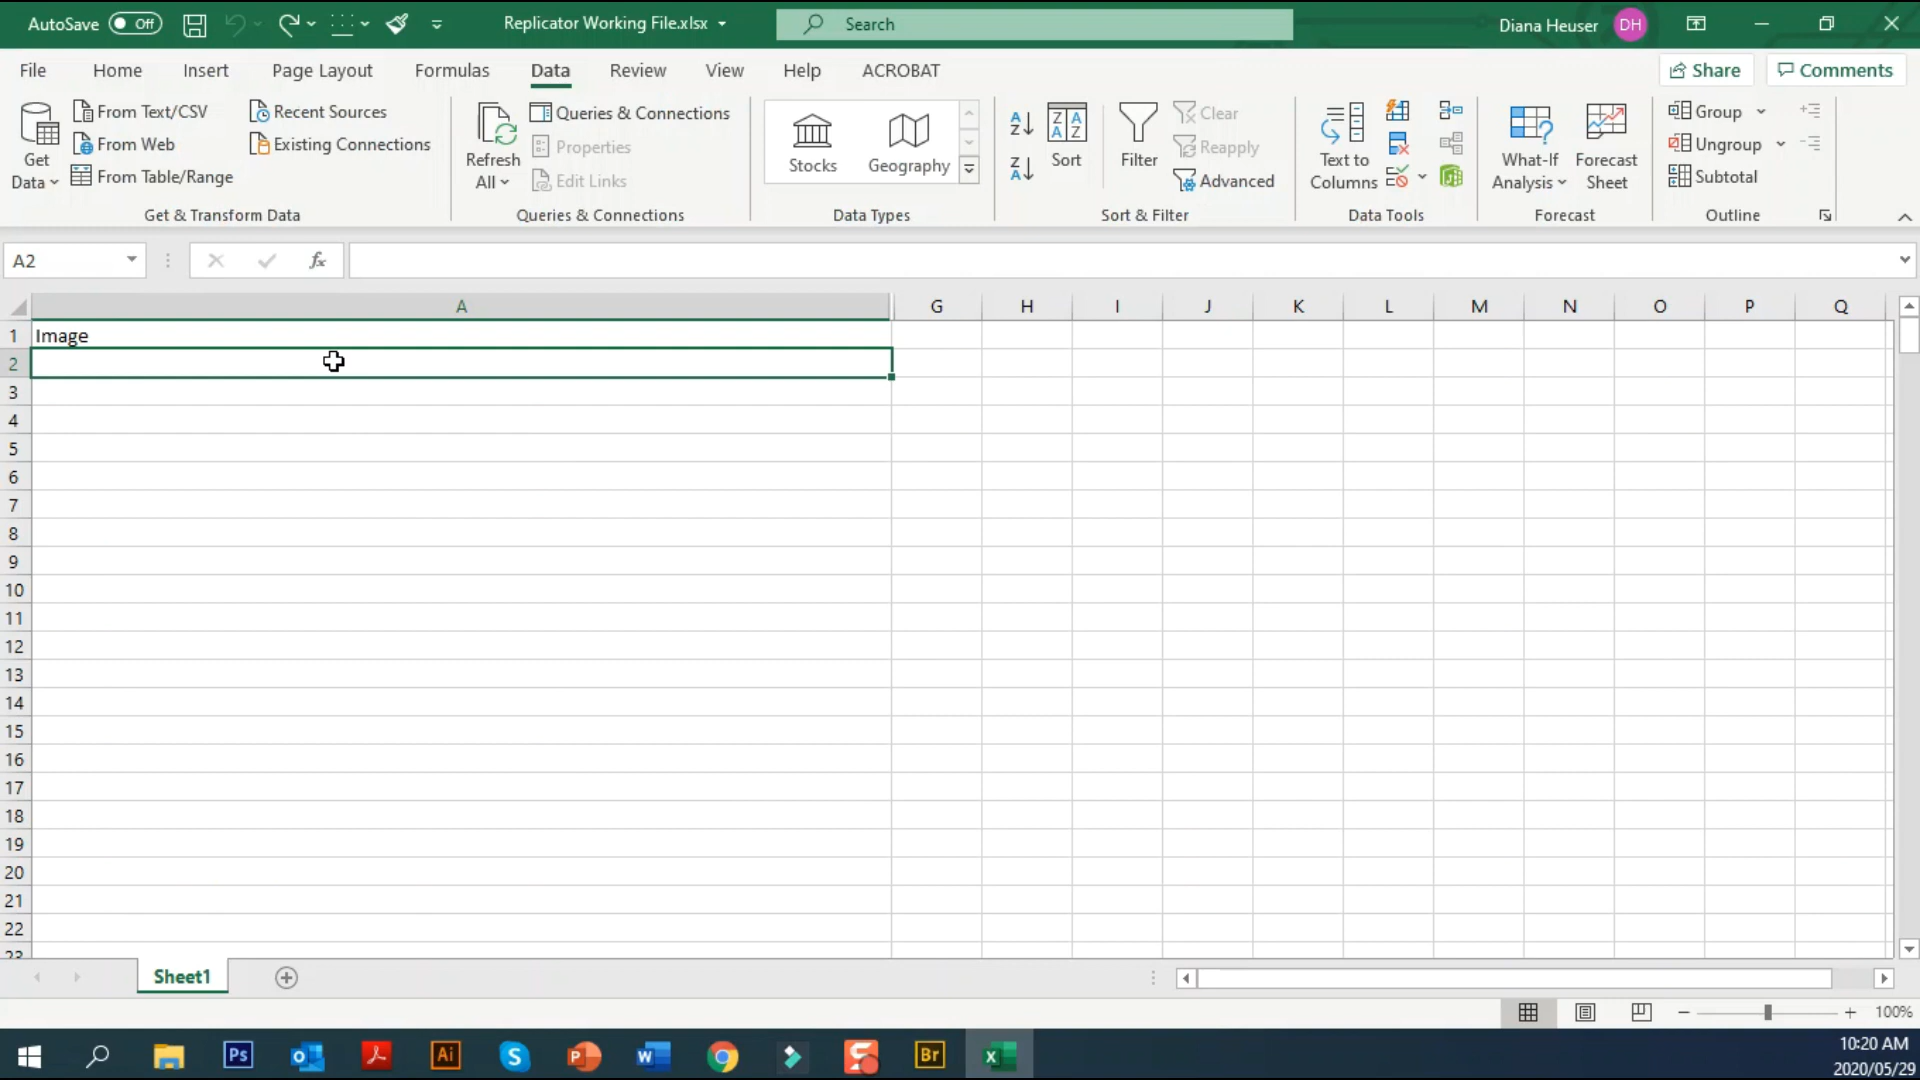 AutoSave Off Replicator Working File.xlsx Search Diana Heuser DH
File Home Insert Page Layout Formulas Data Review View Help ACROBAT Share Comments
Get Data
From Text/CSV
From Web
From Table/Range
Recent Sources
Existing Connections
Get & Transform Data
Refresh All
Queries & Connections
Properties
Edit Links
Queries & Connections
Stocks
Geography
Data Types
Sort
Filter
Clear
Reapply
Advanced
Sort & Filter
Text to Columns
Data Tools
What-If Analysis
Forecast Sheet
Forecast
Group
Ungroup
Subtotal
Outline
A2 fx
A G H I J K L M N O P Q
1 Image
2
3
4
5
6
7
8
9
10
11
12
13
14
15
16
17
18
19
20
21
22
23
Sheet1
100%
Ps Ai Br
10:20 AM
2020/05/29